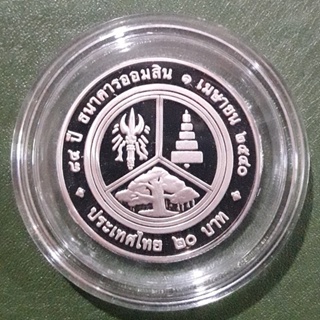 ๘๔ ปี ธนาคารออมสิน ๑ เมษายน ๒๕๔๐
ประเทศไทย ๒๐ บาท